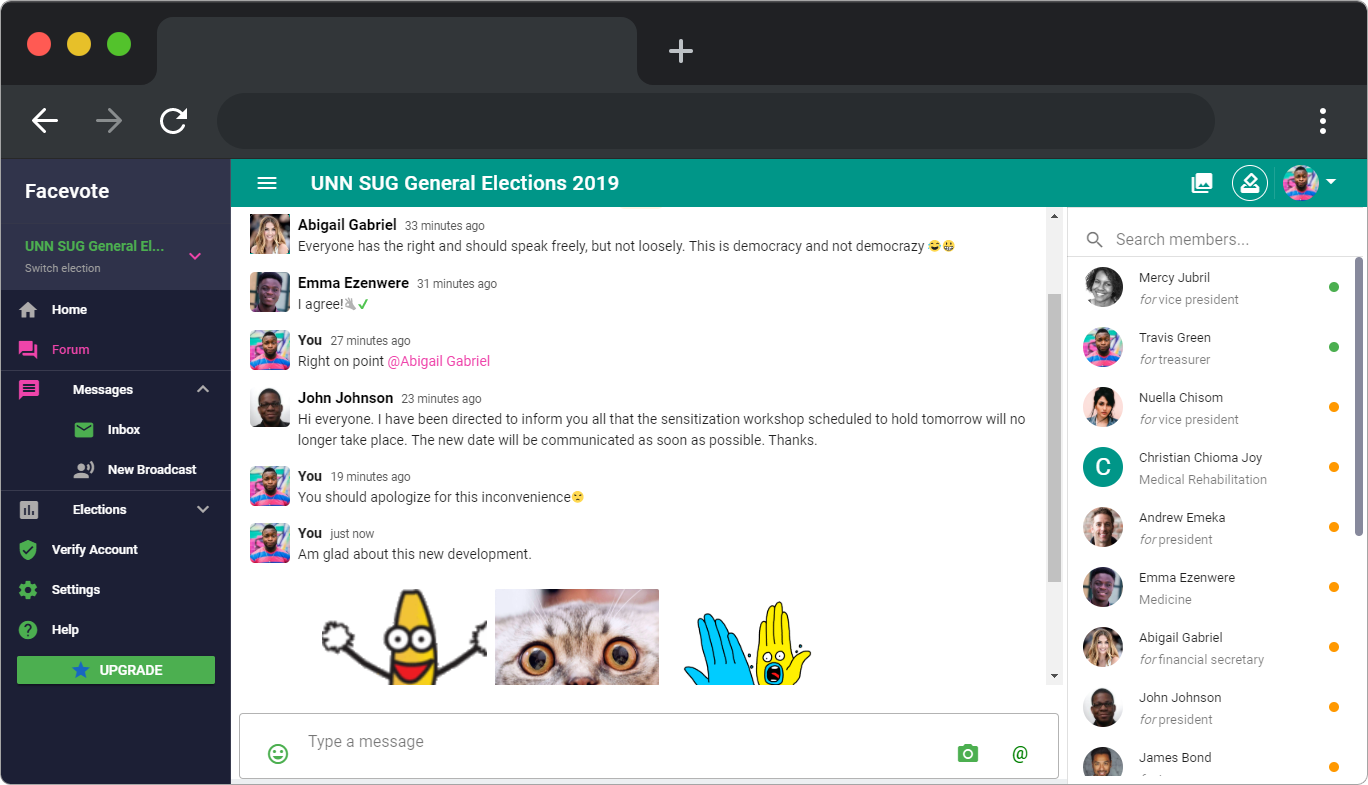 Facevote
UNN SUG General El...
Switch election
Home
Forum
Messages
Inbox
New Broadcast
Elections
Verify Account
Settings
Help
UPGRADE
UNN SUG General Elections 2019
Abigail Gabriel 33 minutes ago
Everyone has the right and should speak freely, but not loosely. This is democracy and not democrazy 😂😁
Emma Ezenwere 31 minutes ago
I agree!
You 27 minutes ago
Right on point @Abigail Gabriel
John Johnson 23 minutes ago
Hi everyone. I have been directed to inform you all that the sensitization workshop scheduled to hold tomorrow will no
longer take place. The new date will be communicated as soon as possible. Thanks.
You 19 minutes ago
You should apologize for this inconvenience
You just now
Am glad about this new development.
Type a message
@
Search members...
Mercy Jubril
for vice president
Travis Green
for treasurer
Nuella Chisom
for vice president
C
Christian Chioma Joy
Medical Rehabilitation
Andrew Emeka
for president
Emma Ezenwere
Medicine
Abigail Gabriel
for financial secretary
John Johnson
for president
James Bond